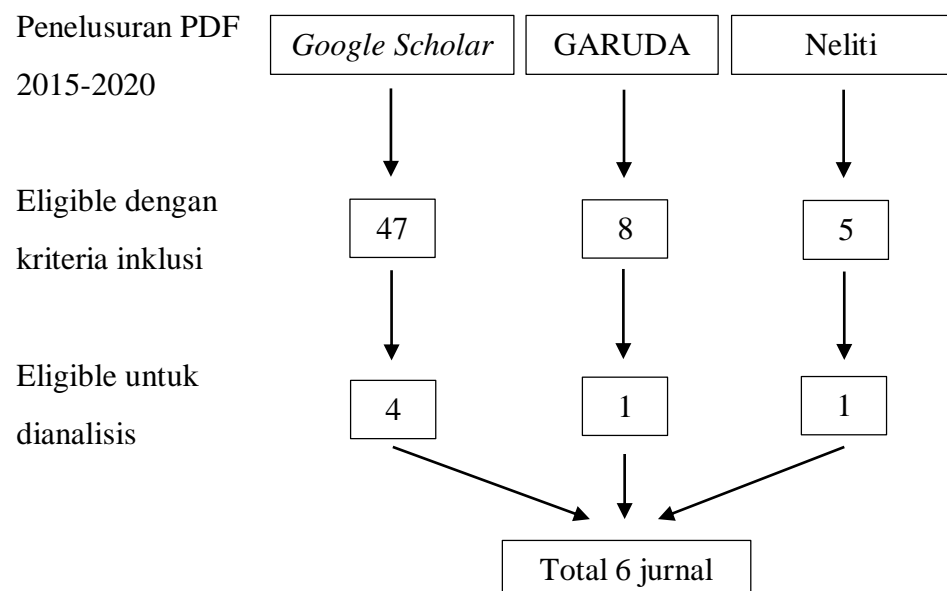 Penelusuran PDF
2015-2020
Google Scholar
GARUDA
Neliti
Eligible dengan
kriteria inklusi
47
8
5
Eligible untuk
dianalisis
4
1
1
Total 6 jurnal